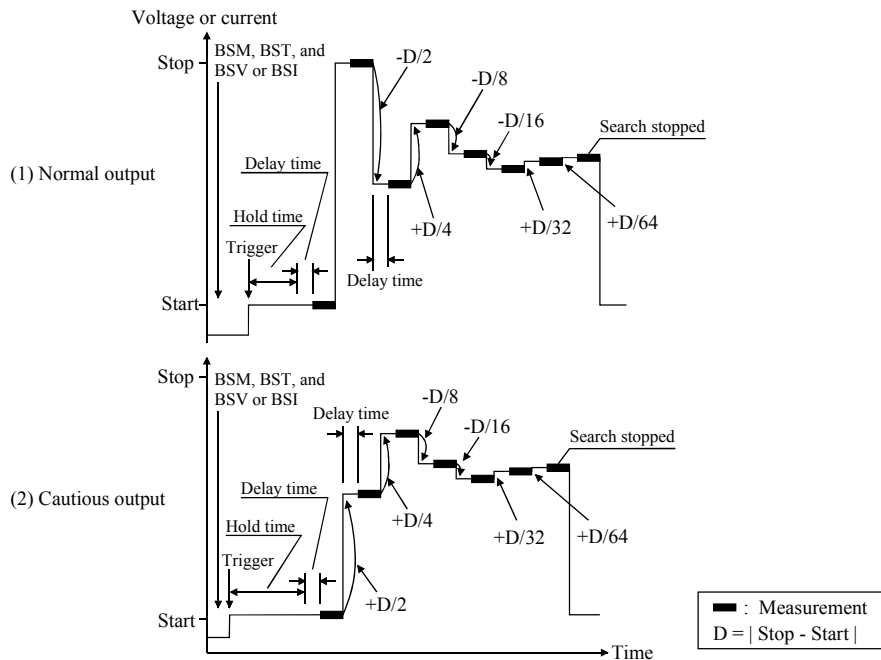 Voltage or current
BSM, BST, and
BSV or BSI
Stop
-D/2
-D/8
-D/16
Search stopped
(1) Normal output
Delay time
Hold time
Trigger
+D/4
+D/32
+D/64
Delay time
Start
Stop
BSM, BST, and
BSV or BSI
Delay time
-D/8
-D/16
Search stopped
(2) Cautious output
Delay time
Hold time
Trigger
+D/4
+D/32
+D/64
+D/2
Start
Time
: Measurement
D = | Stop - Start |